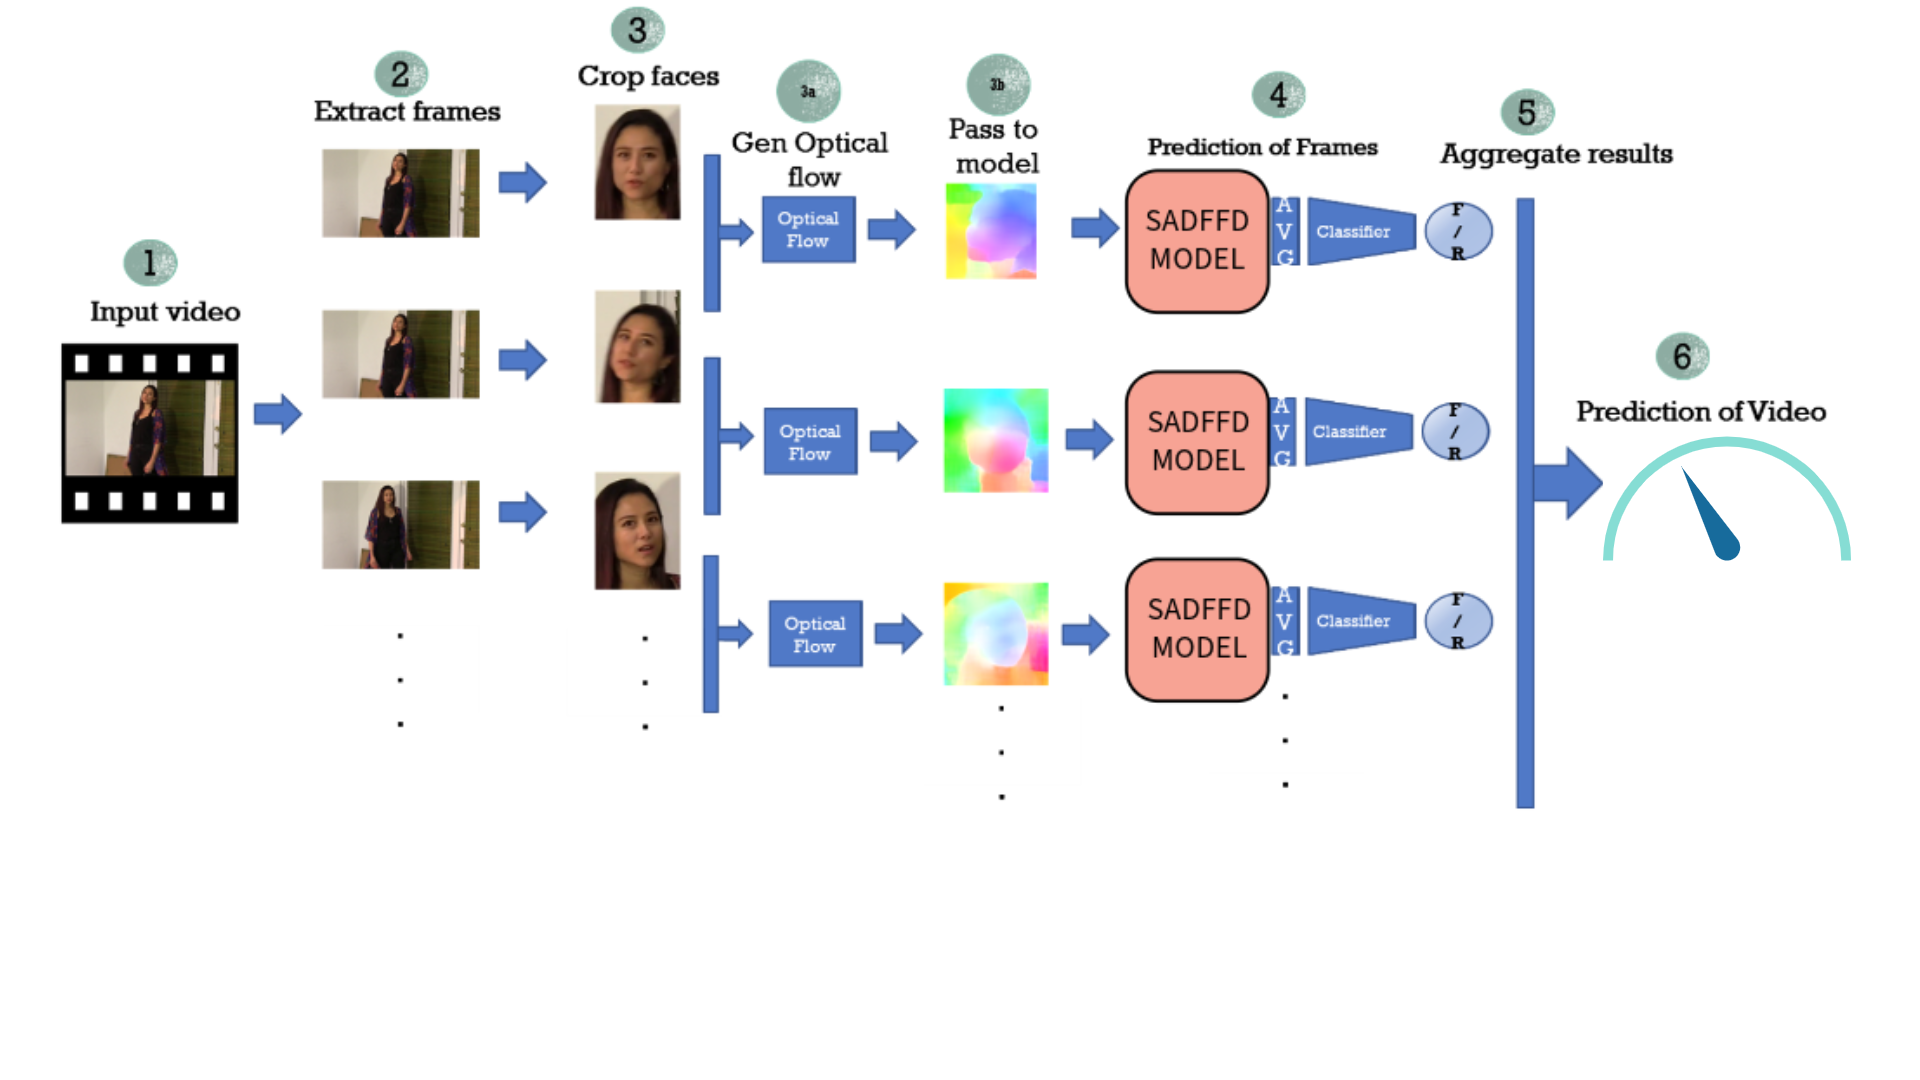 1
Input video
2
Extract frames
3
Crop faces
3a
Gen Optical
flow
Optical
Flow
Optical
Flow
Optical
Flow
3b
Pass to
model
4
Prediction of Frames
SADFFD
MODEL
A
V
G
Classifier
F
/
R
SADFFD
MODEL
A
V
G
Classifier
F
/
R
SADFFD
MODEL
A
V
G
Classifier
F
/
R
5
Aggregate results
6
Prediction of Video